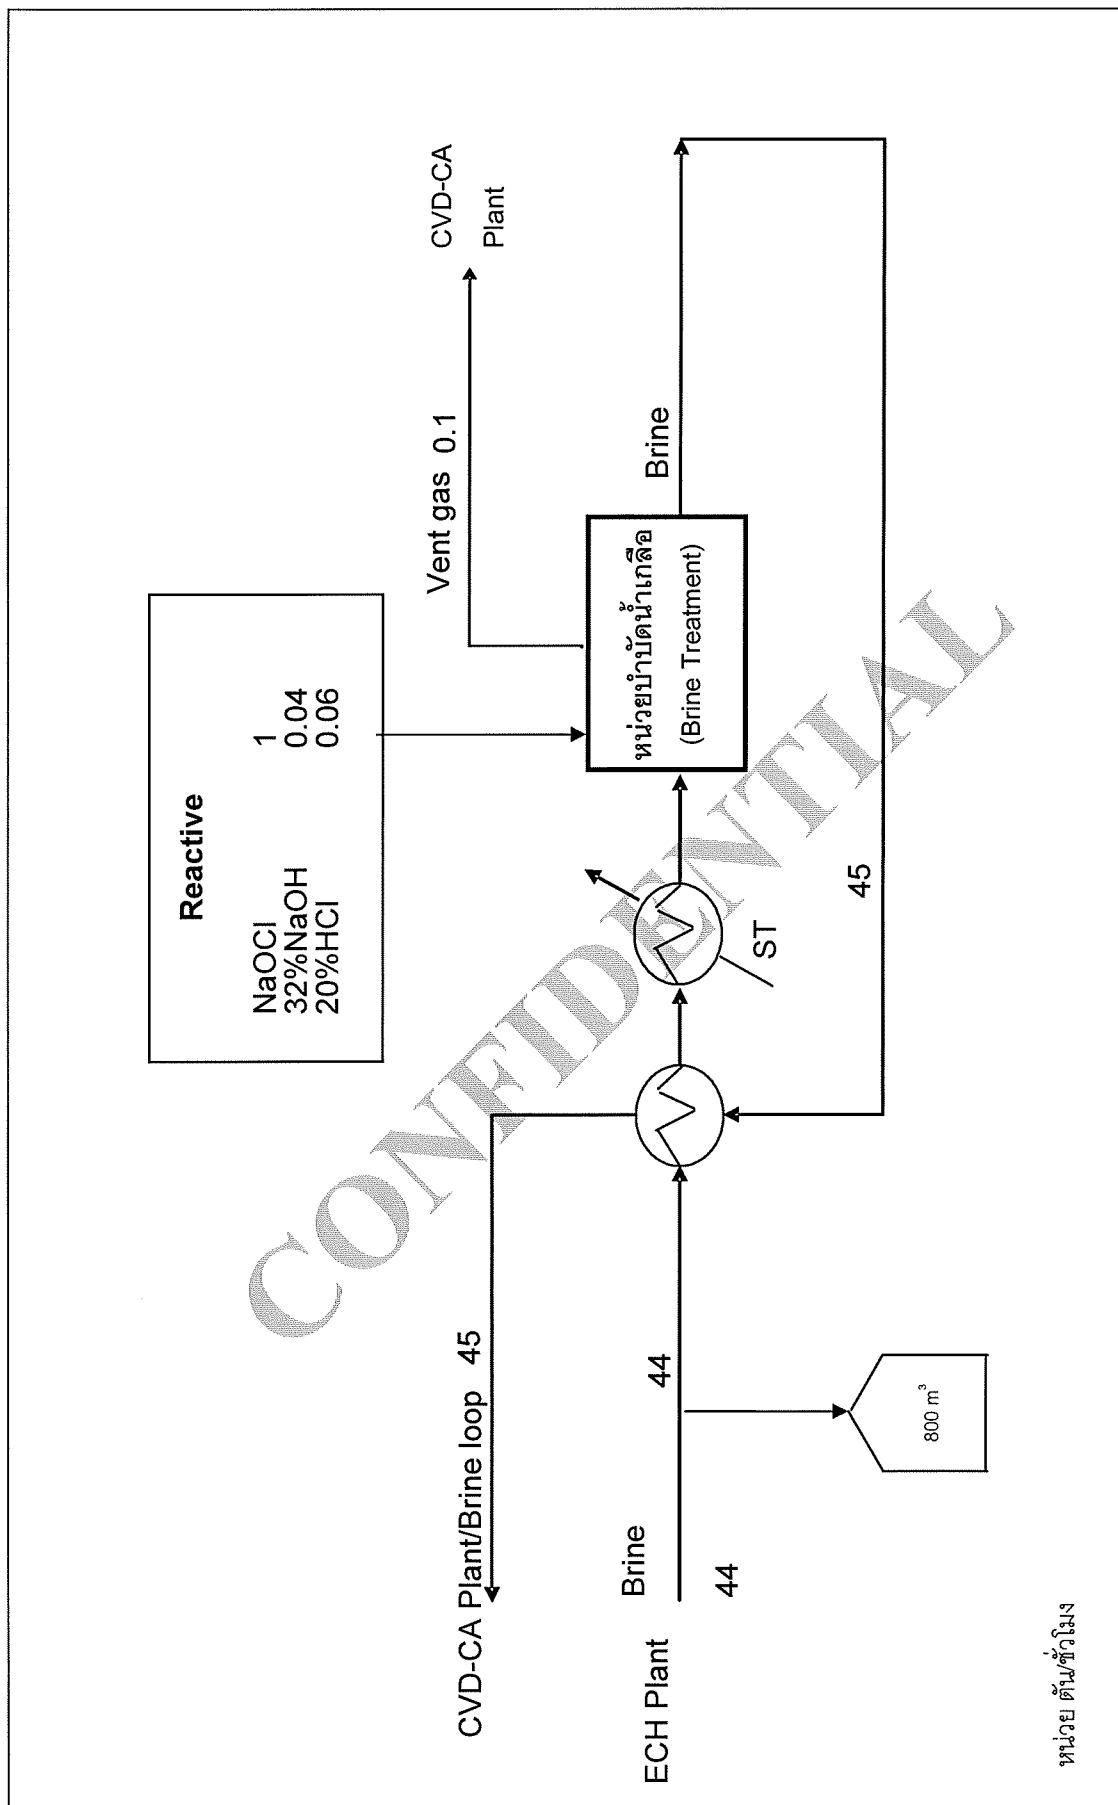 Reactive
NaOCl 1
32%NaOH 0.04
20%HCl 0.06
Vent gas 0.1
CVD-CA
Plant
CVD-CA Plant/Brine loop 45
หน่วยบำบัดน้ำเกลือ
(Brine Treatment)
Brine
ECH Plant
Brine
44
44
ST
45
800 m³
หน่วย ตัน/ชั่วโมง
CONFIDENTIAL